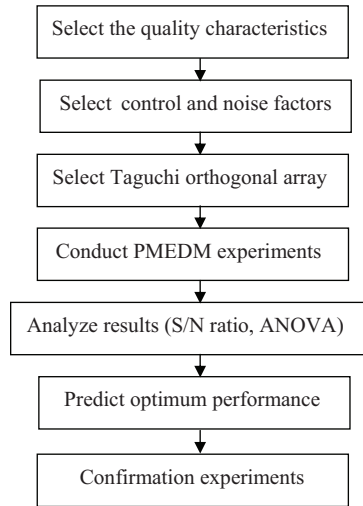 Select the quality characteristics
Select control and noise factors
Select Taguchi orthogonal array
Conduct PMEDM experiments
Analyze results (S/N ratio, ANOVA)
Predict optimum performance
Confirmation experiments